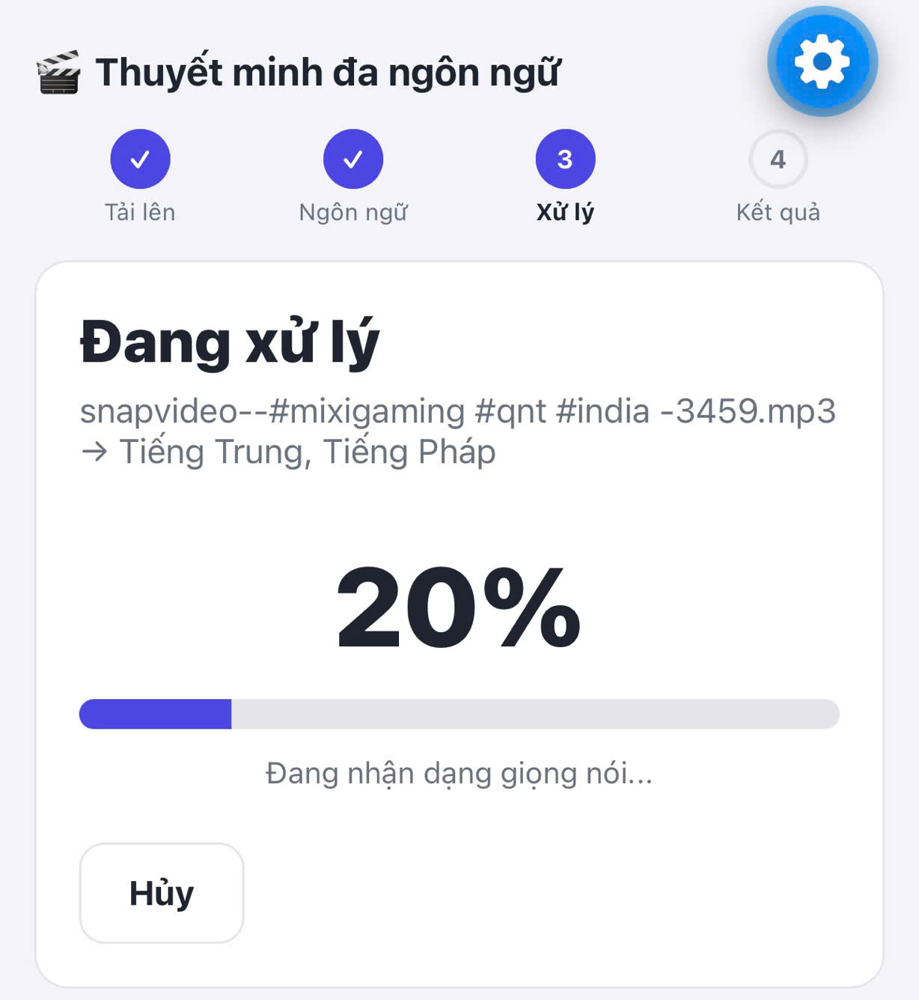 Thuyết minh đa ngôn ngữ
3
4
Tải lên
Ngôn ngữ
Xử lý
Kết quả
Đang xử lý
snapvideo--#mixigaming #qnt #india -3459.mp3
→ Tiếng Trung, Tiếng Pháp
20%
Đang nhận dạng giọng nói...
Hủy